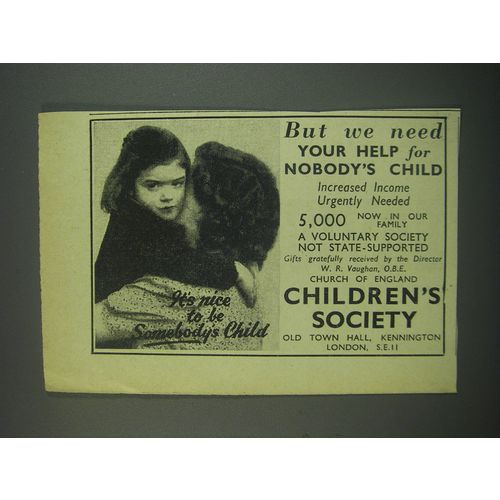 It's nice
to be
Somebodys Child
But we need
YOUR HELP for
NOBODY'S CHILD
Increased Income
Urgently Needed
5,000 NOW IN OUR
FAMILY
A VOLUNTARY SOCIETY
NOT STATE-SUPPORTED
Gifts gratefully received by the Director
W. R. Vaughan, O.B.E.
CHURCH OF ENGLAND
CHILDREN'S
SOCIETY
OLD TOWN HALL, KENNINGTON
LONDON, S.E.11